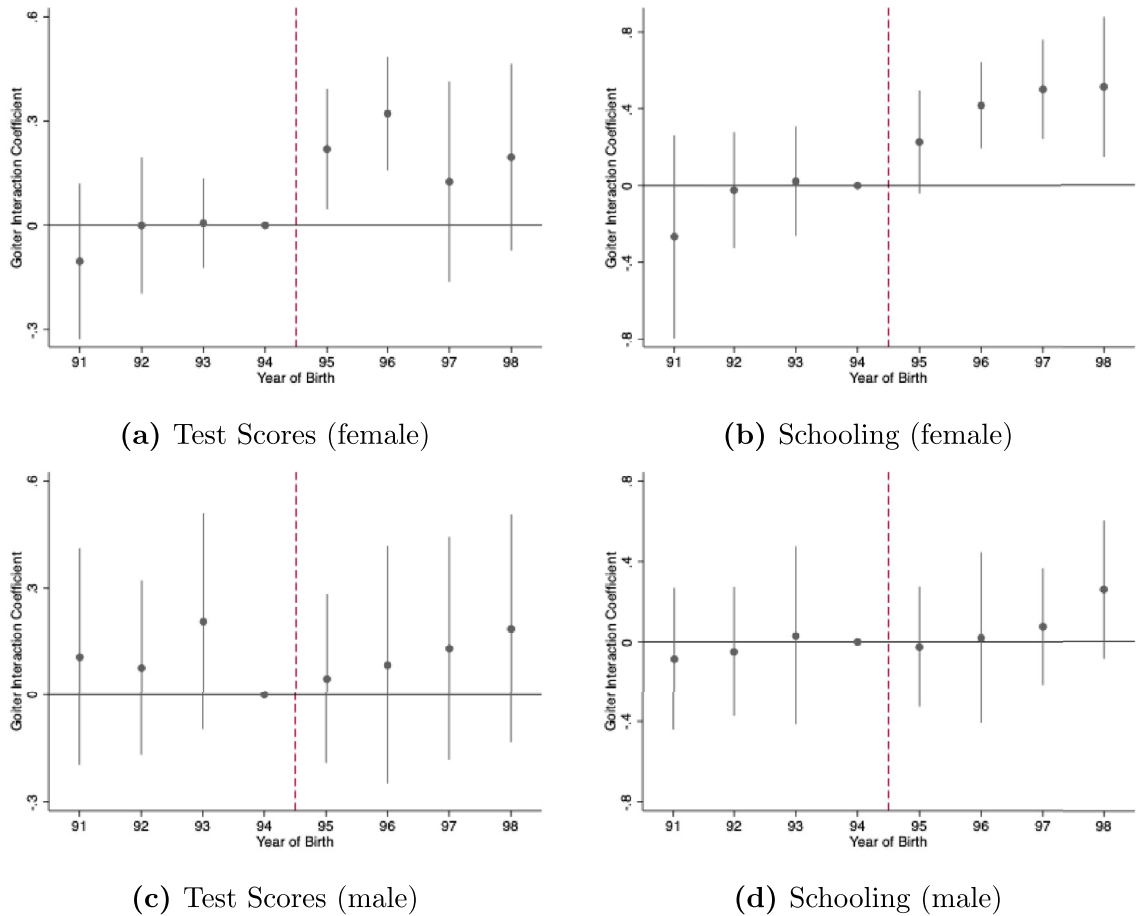 Goiter Interaction Coefficient
.6
.3
0
-.3
91 92 93 94 95 96 97 98
Year of Birth
(a) Test Scores (female)
Goiter Interaction Coefficient
.8
.4
0
-.4
-.8
91 92 93 94 95 96 97 98
Year of Birth
(b) Schooling (female)
Goiter Interaction Coefficient
.6
.3
0
-.3
91 92 93 94 95 96 97 98
Year of Birth
(c) Test Scores (male)
Goiter Interaction Coefficient
.8
.4
0
-.4
-.8
91 92 93 94 95 96 97 98
Year of Birth
(d) Schooling (male)